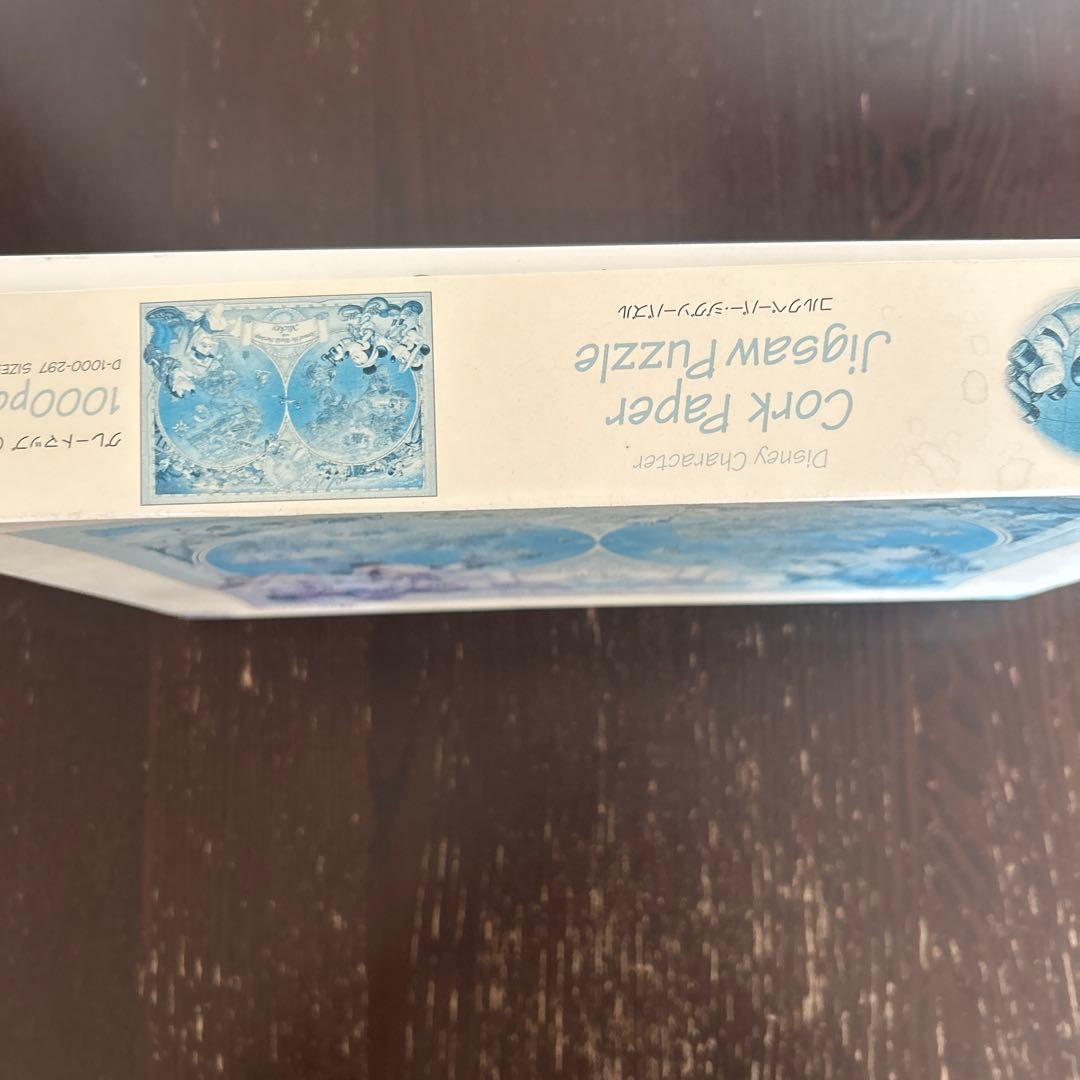 Disney Character
Cork Paper
Jigsaw Puzzle
コルクペーパー・ジグソーパズル
Mickey
グレートマップ (
1000pc
D-1000-297 SIZE